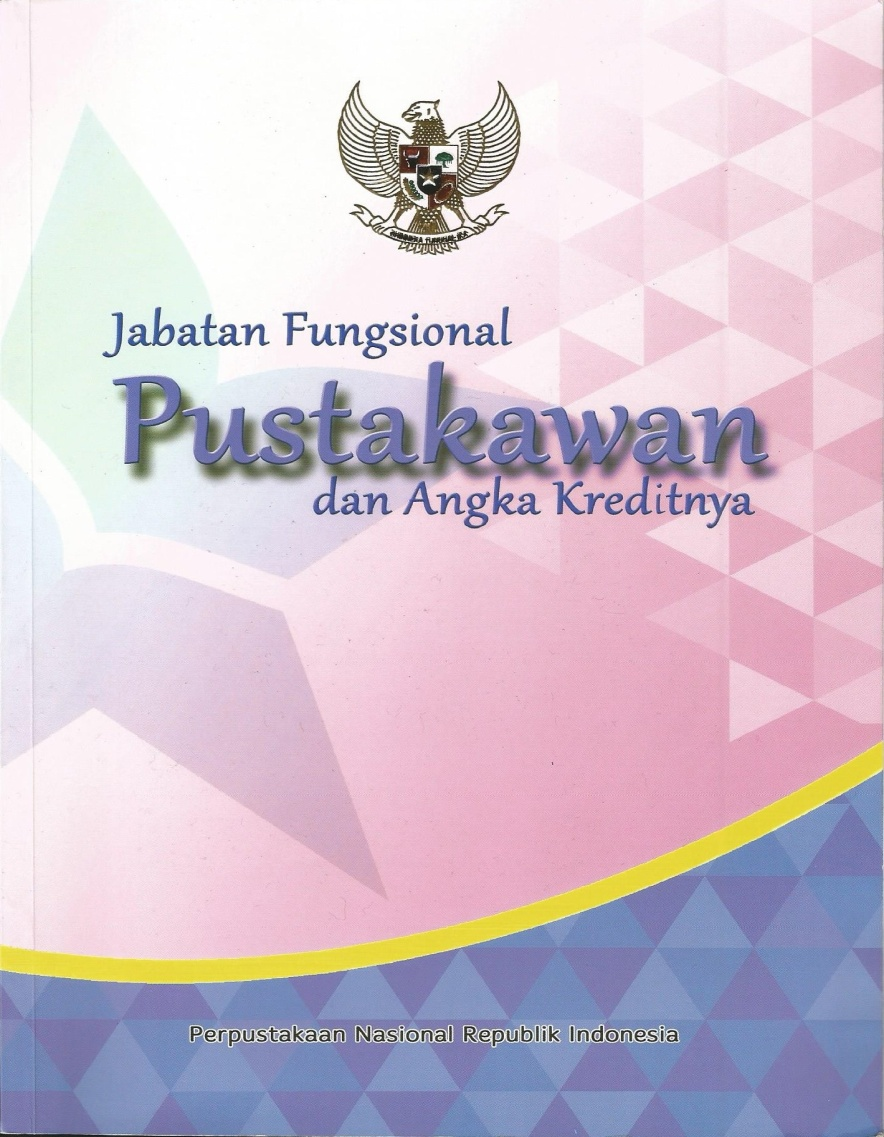 Jabatan Fungsional
Pustakawan
dan Angka Kreditnya
Perpustakaan Nasional Republik Indonesia